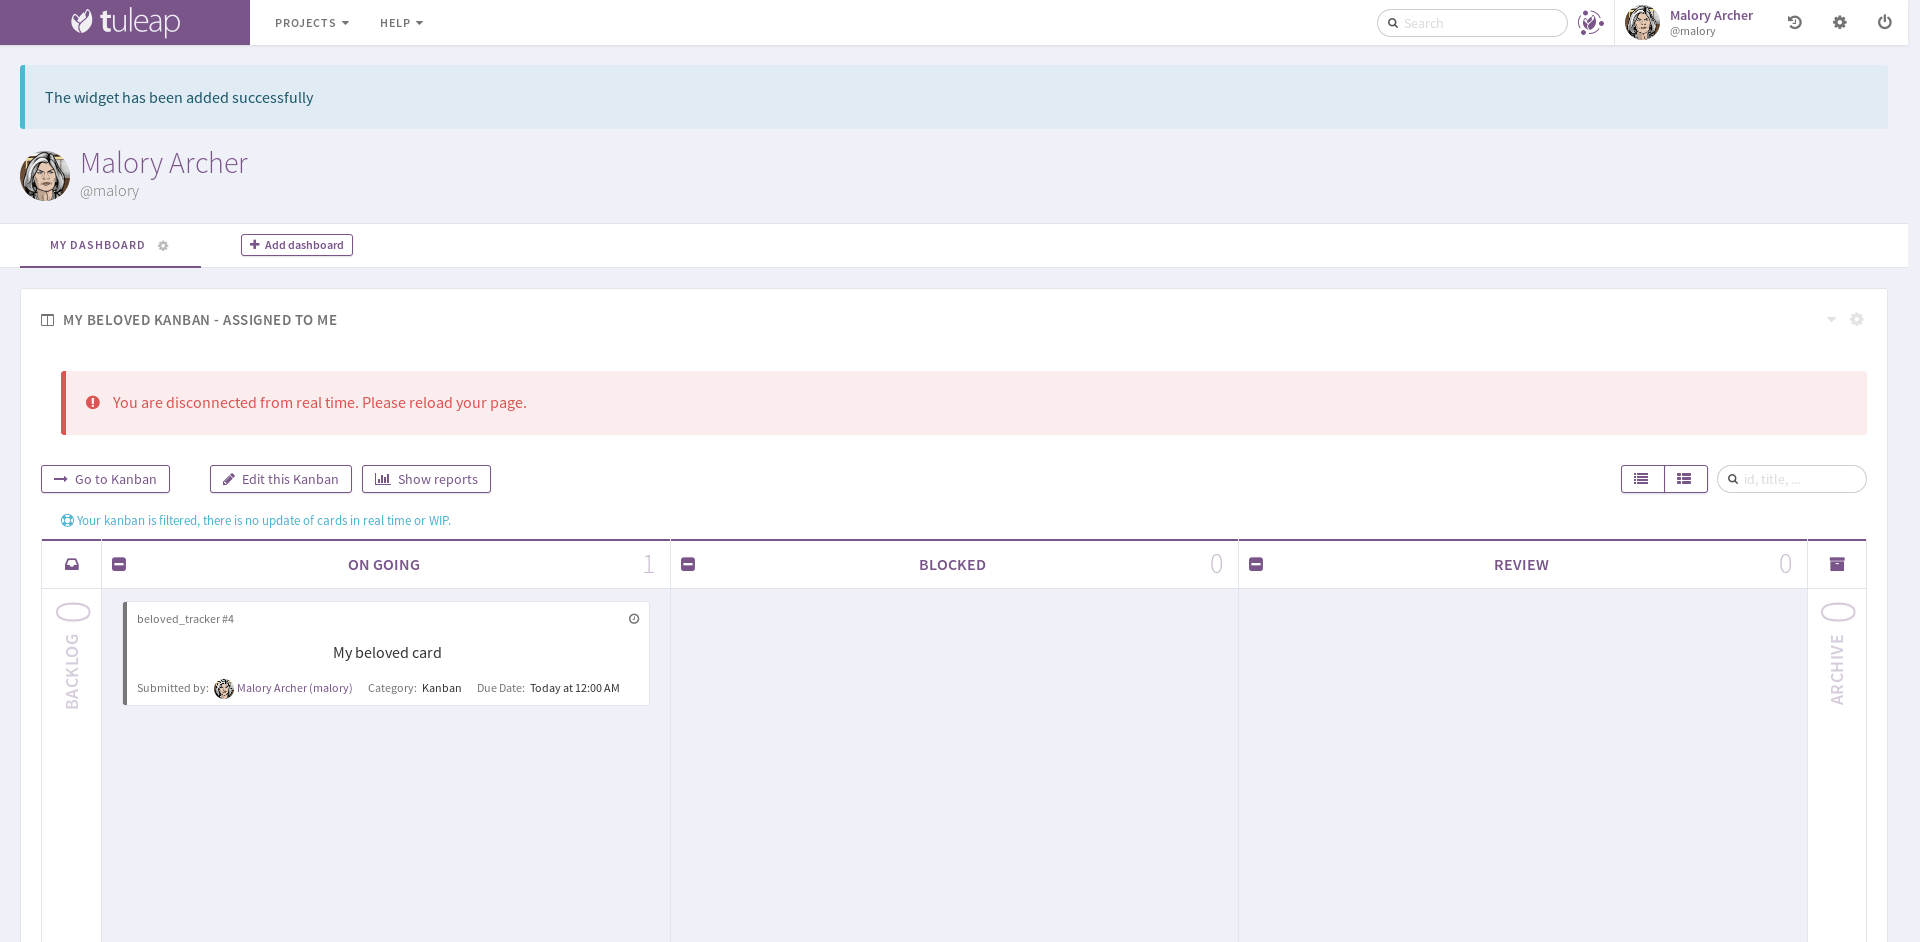 tuleap
PROJECTS
HELP
Search
Malory Archer
@malory
The widget has been added successfully
Malory Archer
@malory
MY DASHBOARD
Add dashboard
MY BELOVED KANBAN - ASSIGNED TO ME
You are disconnected from real time. Please reload your page.
Go to Kanban
Edit this Kanban
Show reports
id, title, ...
Your kanban is filtered, there is no update of cards in real time or WIP.
ON GOING 1
BLOCKED 0
REVIEW 0
0 BACKLOG
beloved_tracker #4
My beloved card
Submitted by: Malory Archer (malory) Category: Kanban Due Date: Today at 12:00 AM
0 ARCHIVE